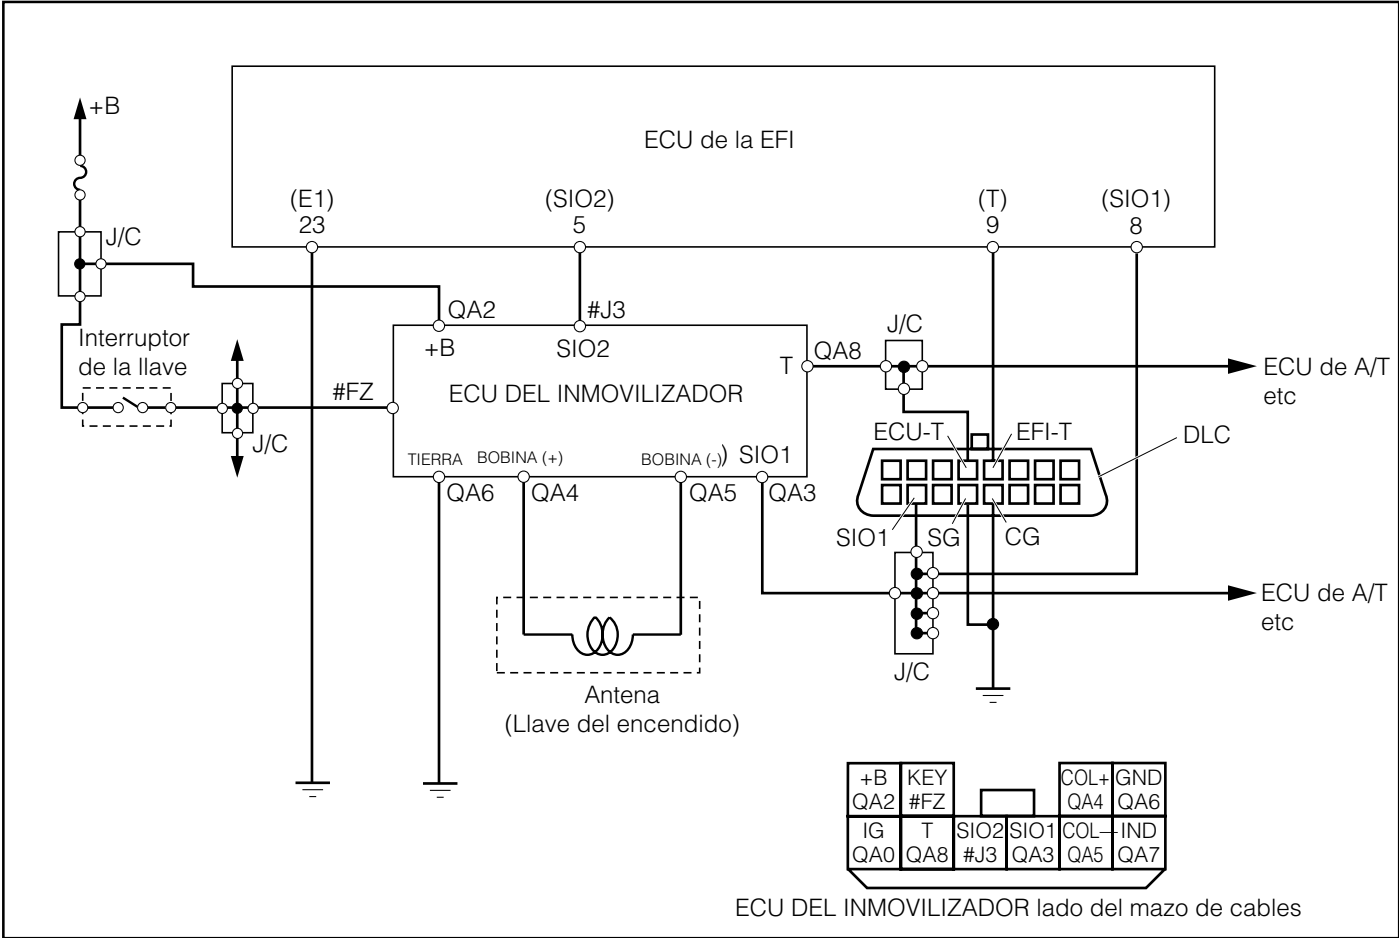 +B
ECU de la EFI
(E1)
23
(SIO2)
5
(T)
9
(SIO1)
8
J/C
QA2
#J3
+B
SIO2
Interruptor
de la llave
J/C
#FZ
J/C
T
QA8
ECU DEL INMOVILIZADOR
ECU de A/T
etc
ECU-T
EFI-T
DLC
TIERRA
BOBINA (+)
BOBINA (-))
SIO1
QA6
QA4
QA5
QA3
SIO1
SG
CG
ECU de A/T
etc
J/C
Antena
(Llave del encendido)
+B KEY COL+ GND
QA2 #FZ QA4 QA6
IG T SIO2 SIO1 COL— IND
QA0 QA8 #J3 QA3 QA5 QA7
ECU DEL INMOVILIZADOR lado del mazo de cables